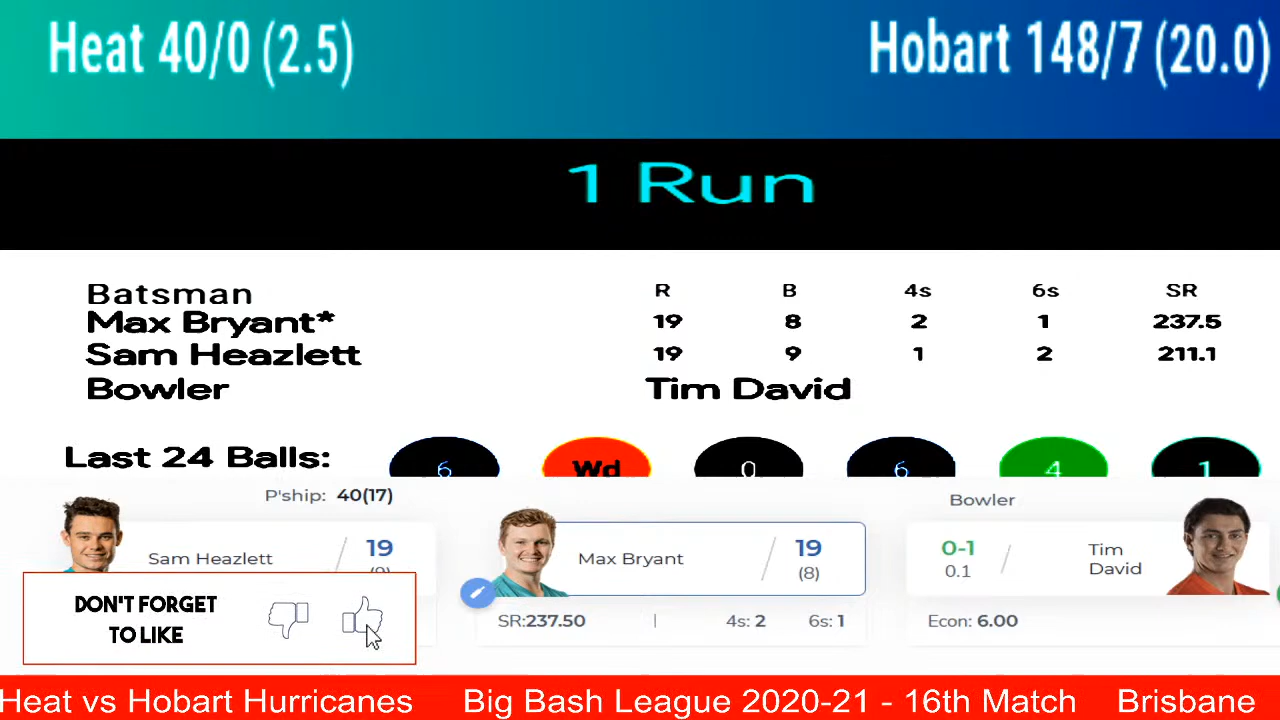 Heat 40/0 (2.5) Hobart 148/7 (20.0)
1 Run
Batsman R B 4s 6s SR
Max Bryant* 19 8 2 1 237.5
Sam Heazlett 19 9 1 2 211.1
Bowler Tim David
Last 24 Balls: 6 Wd 0 6 4 1
P'ship: 40(17) Bowler
Sam Heazlett 19 Max Bryant 19 (8) 0-1 0.1 Tim David
DON'T FORGET
TO LIKE
SR:237.50 4s: 2 6s: 1 Econ: 6.00
Heat vs Hobart Hurricanes Big Bash League 2020-21 - 16th Match Brisbane